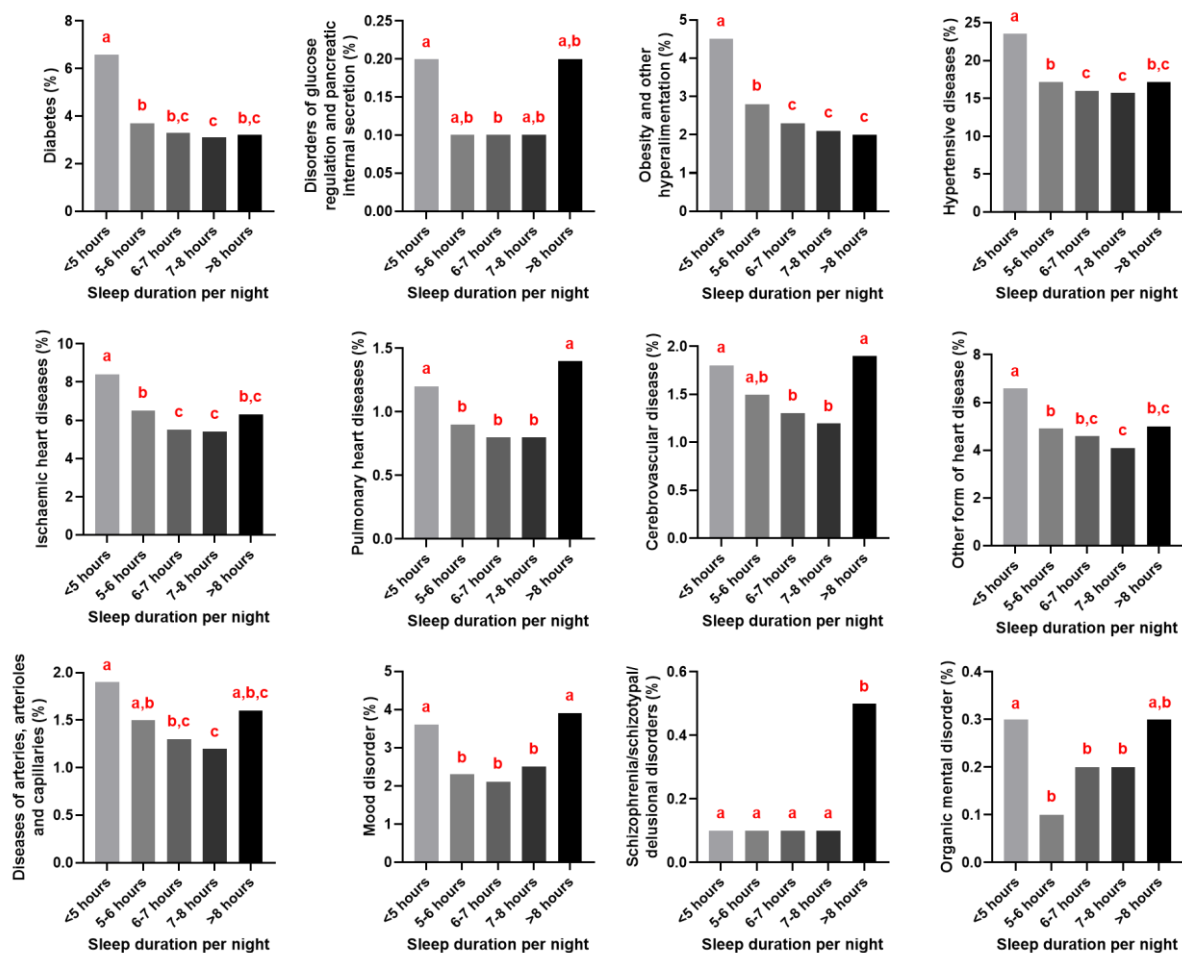 Diabetes (%)
8
6
4
2
0
a
b
b,c
c
b,c
<5 hours
5-6 hours
6-7 hours
7-8 hours
>8 hours
Sleep duration per night
Disorders of glucose
regulation and pancreatic
internal secretion (%)
0.25
0.20
0.15
0.10
0.05
0.00
a
a,b
b
a,b
a,b
<5 hours
5-6 hours
6-7 hours
7-8 hours
>8 hours
Sleep duration per night
Obesity and other
hyperalimentation (%)
5
4
3
2
1
0
a
b
c
c
c
<5 hours
5-6 hours
6-7 hours
7-8 hours
>8 hours
Sleep duration per night
Hypertensive diseases (%)
25
20
15
10
5
0
a
b
c
c
b,c
<5 hours
5-6 hours
6-7 hours
7-8 hours
>8 hours
Sleep duration per night
Ischaemic heart diseases (%)
10
8
6
4
2
0
a
b
c
c
b,c
<5 hours
5-6 hours
6-7 hours
7-8 hours
>8 hours
Sleep duration per night
Pulmonary heart diseases (%)
1.5
1.0
0.5
0.0
a
b
b
b
a
<5 hours
5-6 hours
6-7 hours
7-8 hours
>8 hours
Sleep duration per night
Cerebrovascular disease (%)
2.0
1.5
1.0
0.5
0.0
a
a,b
b
b
a
<5 hours
5-6 hours
6-7 hours
7-8 hours
>8 hours
Sleep duration per night
Other form of heart disease (%)
8
6
4
2
0
a
b
b,c
c
b,c
<5 hours
5-6 hours
6-7 hours
7-8 hours
>8 hours
Sleep duration per night
Diseases of arteries, arterioles
and capillaries (%)
2.0
1.5
1.0
0.5
0.0
a
a,b
b,c
c
a,b,c
<5 hours
5-6 hours
6-7 hours
7-8 hours
>8 hours
Sleep duration per night
Mood disorder (%)
5
4
3
2
1
0
a
b
b
b
a
<5 hours
5-6 hours
6-7 hours
7-8 hours
>8 hours
Sleep duration per night
Schizophrenia/schizotypal/
delusional disorders (%)
0.6
0.4
0.2
0.0
a
a
a
a
b
<5 hours
5-6 hours
6-7 hours
7-8 hours
>8 hours
Sleep duration per night
Organic mental disorder (%)
0.4
0.3
0.2
0.1
0.0
a
b
b
b
a,b
<5 hours
5-6 hours
6-7 hours
7-8 hours
>8 hours
Sleep duration per night